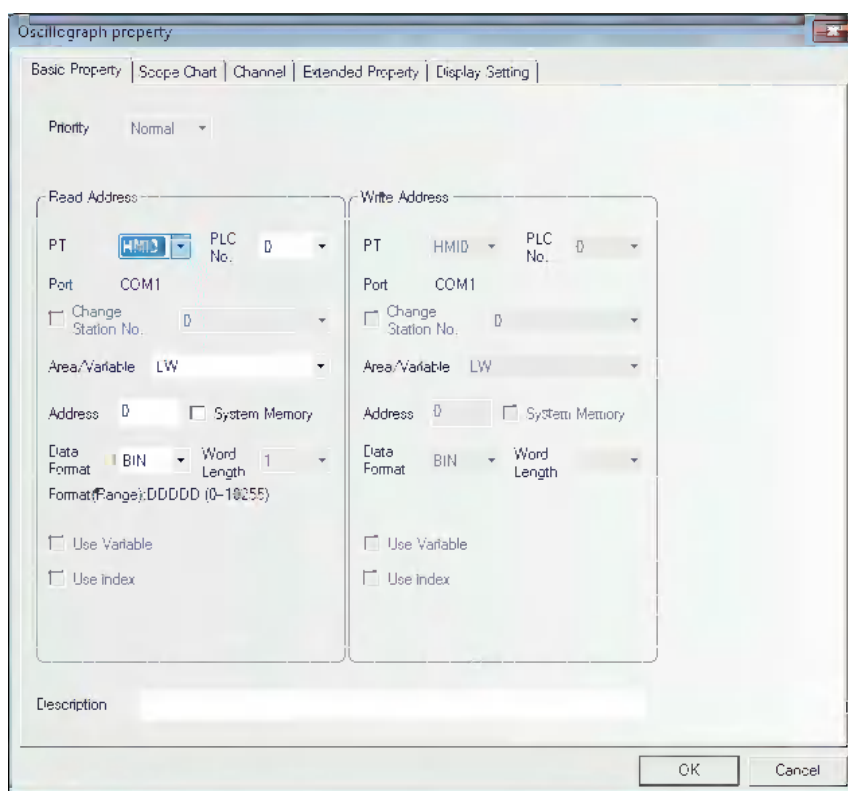 Oscillograph property
Basic Property Scope Chart Channel Extended Property Display Setting
Priority Normal
Read Address
PT HMI0 PLC No. 0
Port COM1
Change Station No. 0
Area/Variable LW
Address 0 System Memory
Data Format BIN Word Length 1
Format(Range):DDDDD (0~10255)
Use Variable
Use index
Write Address
PT HMI0 PLC No. 0
Port COM1
Change Station No. 0
Area/Variable LW
Address 0 System Memory
Data Format BIN Word Length
Use Variable
Use index
Description
OK Cancel